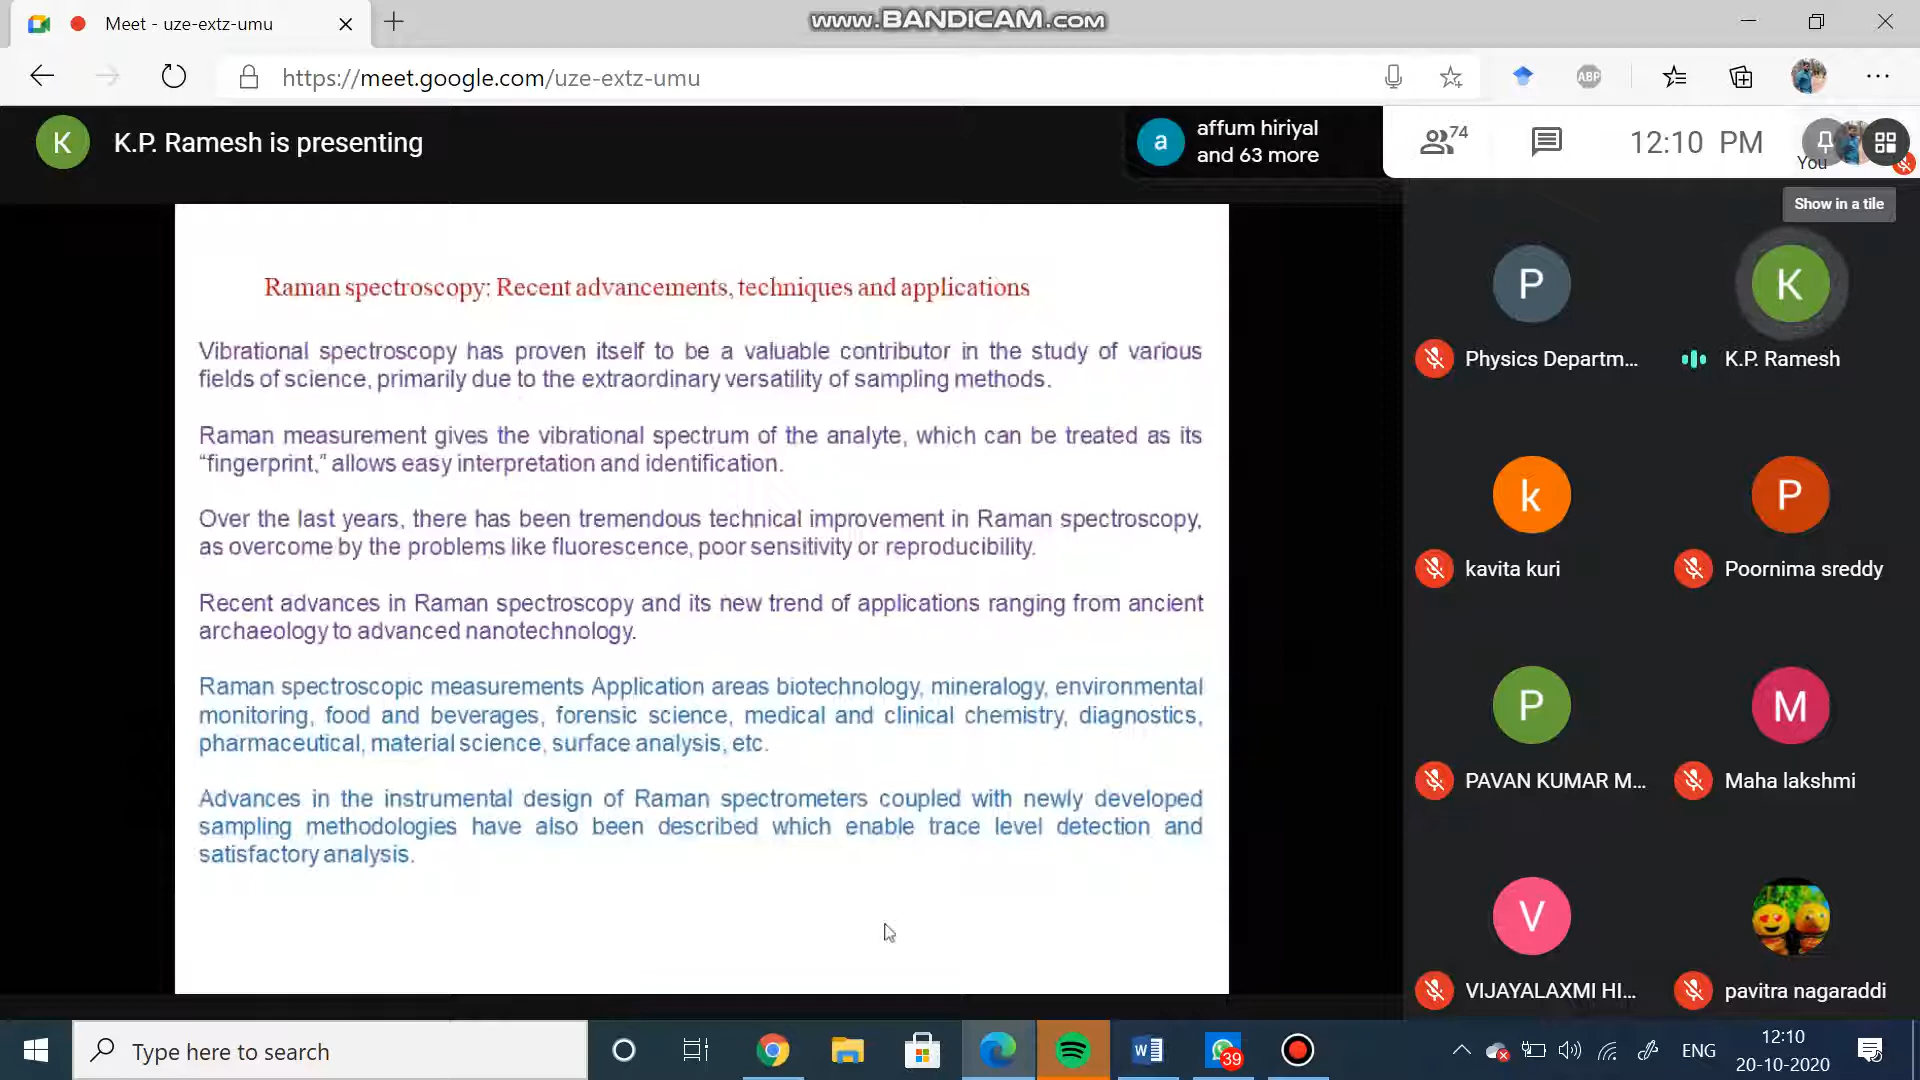 Meet - uze-extz-umu
www.BANDICAM.com
https://meet.google.com/uze-extz-umu
ABP
K
K.P. Ramesh is presenting
a
affum hiriyal
and 63 more
74
12:10 PM
You
Show in a tile
Raman spectroscopy: Recent advancements, techniques and applications
Vibrational spectroscopy has proven itself to be a valuable contributor in the study of various
fields of science, primarily due to the extraordinary versatility of sampling methods.
Raman measurement gives the vibrational spectrum of the analyte, which can be treated as its
“fingerprint,” allows easy interpretation and identification.
Over the last years, there has been tremendous technical improvement in Raman spectroscopy,
as overcome by the problems like fluorescence, poor sensitivity or reproducibility.
Recent advances in Raman spectroscopy and its new trend of applications ranging from ancient
archaeology to advanced nanotechnology.
Raman spectroscopic measurements Application areas biotechnology, mineralogy, environmental
monitoring, food and beverages, forensic science, medical and clinical chemistry, diagnostics,
pharmaceutical, material science, surface analysis, etc.
Advances in the instrumental design of Raman spectrometers coupled with newly developed
sampling methodologies have also been described which enable trace level detection and
satisfactory analysis.
P
K
Physics Departm...
K.P. Ramesh
k
P
kavita kuri
Poornima sreddy
P
M
PAVAN KUMAR M...
Maha lakshmi
V
VIJAYALAXMI HI...
pavitra nagaraddi
Type here to search
W
39
ENG
12:10
20-10-2020